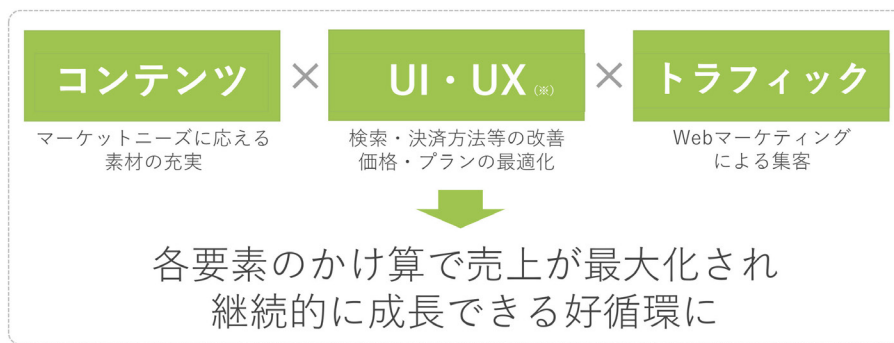 コンテンツ × UI・UX(※) × トラフィック
マーケットニーズに応える
素材の充実
検索・決済方法等の改善
価格・プランの最適化
Webマーケティング
による集客
各要素のかけ算で売上が最大化され
継続的に成長できる好循環に